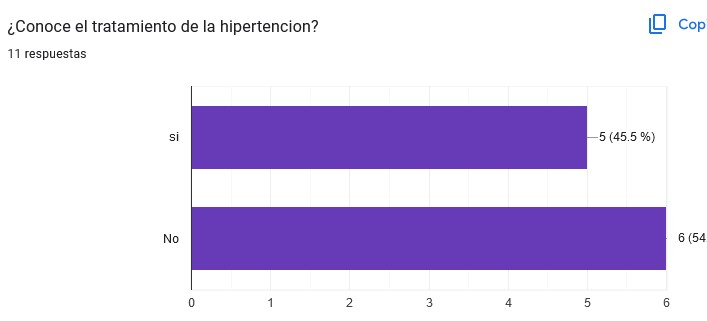 ¿Conoce el tratamiento de la hipertencion?
Cop
11 respuestas
si
5 (45.5 %)
No
6 (54
0 1 2 3 4 5 6